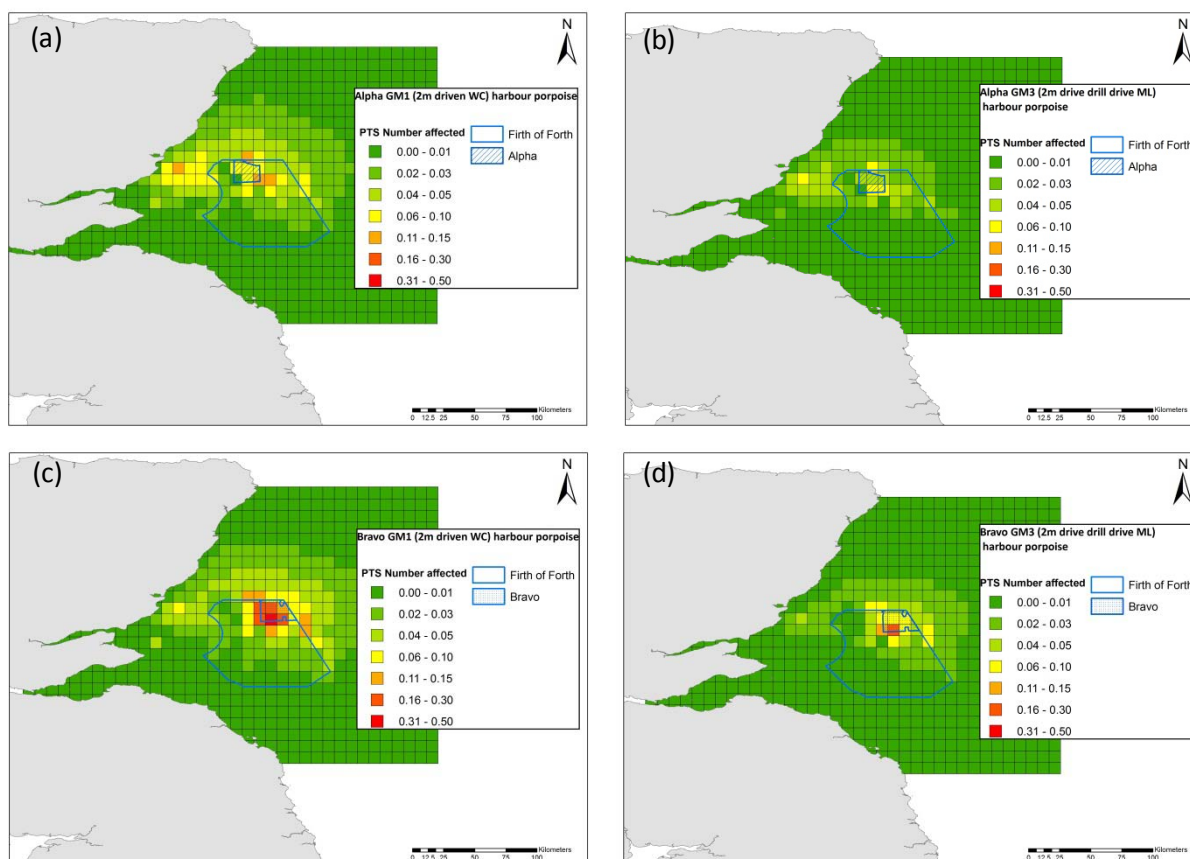 (a)
N
Alpha GM1 (2m driven WC) harbour porpoise
PTS Number affected
0.00 - 0.01
0.02 - 0.03
0.04 - 0.05
0.06 - 0.10
0.11 - 0.15
0.16 - 0.30
0.31 - 0.50
Firth of Forth
Alpha
0 12.5 25 50 75 100 Kilometers
(b)
N
Alpha GM3 (2m drive drill drive ML)
harbour porpoise
PTS Number affected
0.00 - 0.01
0.02 - 0.03
0.04 - 0.05
0.06 - 0.10
0.11 - 0.15
0.16 - 0.30
0.31 - 0.50
Firth of Forth
Alpha
0 12.5 25 50 75 100 Kilometers
(c)
N
Bravo GM1 (2m driven WC) harbour porpoise
PTS Number affected
0.00 - 0.01
0.02 - 0.03
0.04 - 0.05
0.06 - 0.10
0.11 - 0.15
0.16 - 0.30
0.31 - 0.50
Firth of Forth
Bravo
0 12.5 25 50 75 100 Kilometers
(d)
N
Bravo GM3 (2m drive drill drive ML)
harbour porpoise
PTS Number affected
0.00 - 0.01
0.02 - 0.03
0.04 - 0.05
0.06 - 0.10
0.11 - 0.15
0.16 - 0.30
0.31 - 0.50
Firth of Forth
Bravo
0 12.5 25 50 75 100 Kilometers